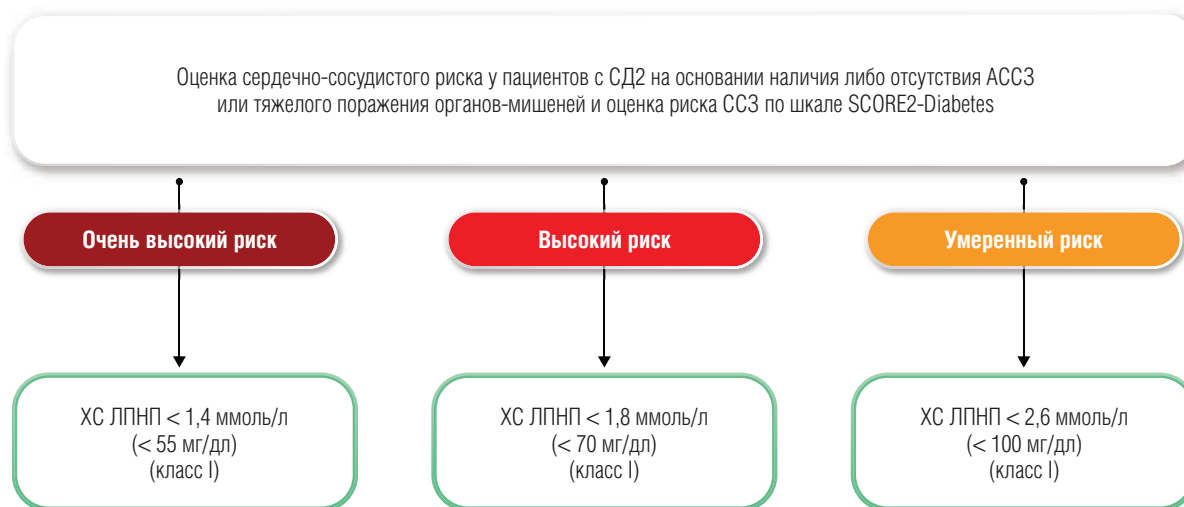 Оценка сердечно-сосудистого риска у пациентов с СД2 на основании наличия либо отсутствия АССЗ
или тяжелого поражения органов-мишеней и оценка риска ССЗ по шкале SCORE2-Diabetes
Очень высокий риск
Высокий риск
Умеренный риск
ХС ЛПНП < 1,4 ммоль/л
(< 55 мг/дл)
(класс I)
ХС ЛПНП < 1,8 ммоль/л
(< 70 мг/дл)
(класс I)
ХС ЛПНП < 2,6 ммоль/л
(< 100 мг/дл)
(класс I)